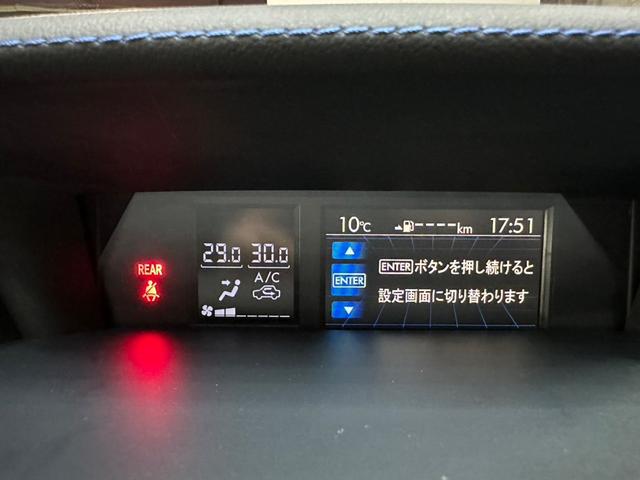 REAR
29.0 30.0
A/C
10℃ ----km 17:51
ENTER
ENTERボタンを押し続けると
設定画面に切り替わります